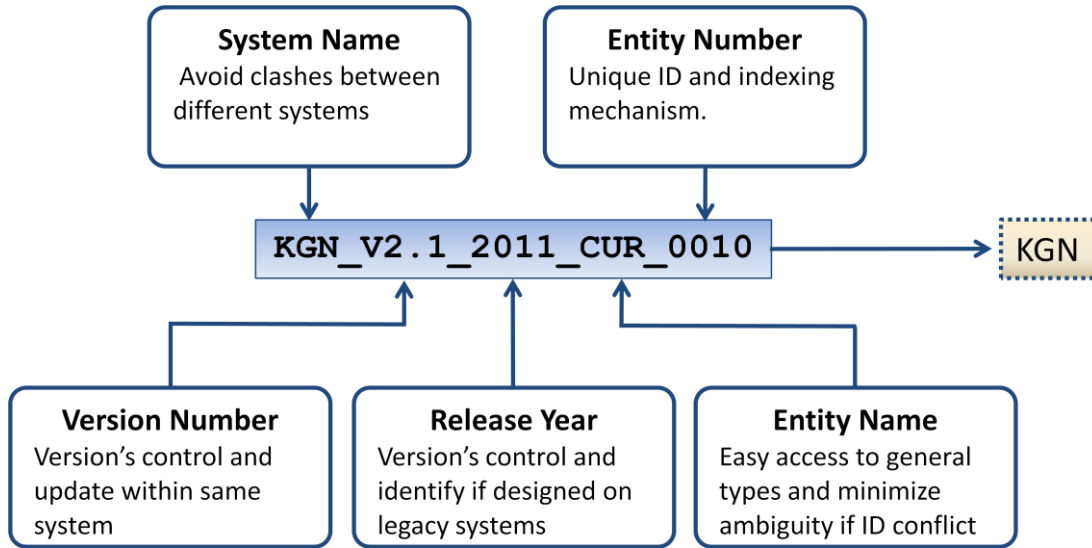 System Name
Avoid clashes between
different systems
Entity Number
Unique ID and indexing
mechanism.
KGN_V2.1_2011_CUR_0010
KGN
Version Number
Version’s control and
update within same
system
Release Year
Version’s control and
identify if designed on
legacy systems
Entity Name
Easy access to general
types and minimize
ambiguity if ID conflict